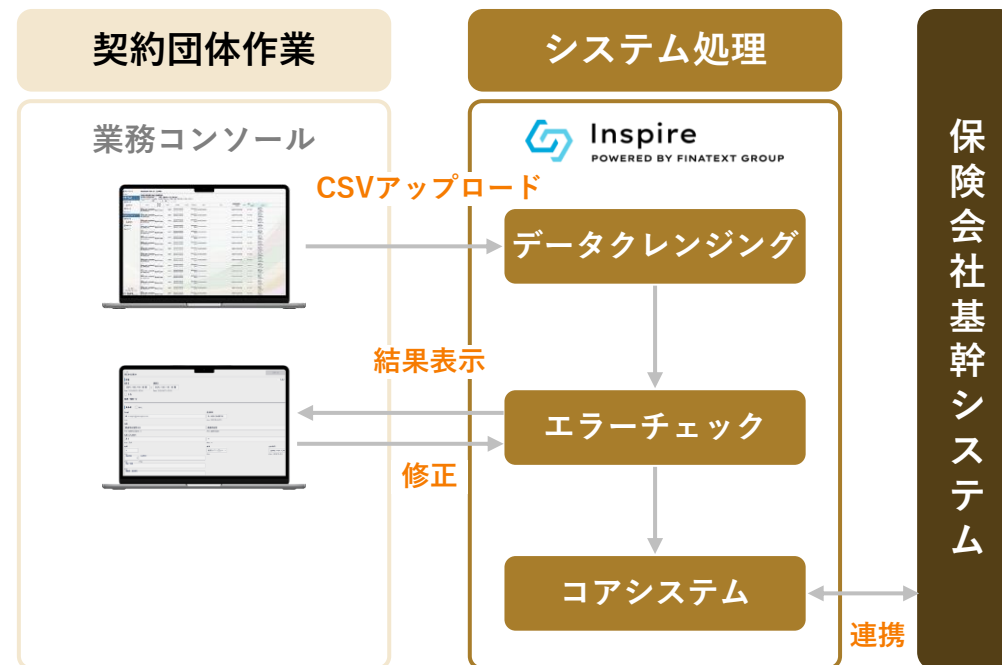 契約団体作業
システム処理
業務コンソール
Inspire
POWERED BY FINATEXT GROUP
CSVアップロード
データクレンジング
結果表示
エラーチェック
修正
コアシステム
連携
保険会社基幹システム